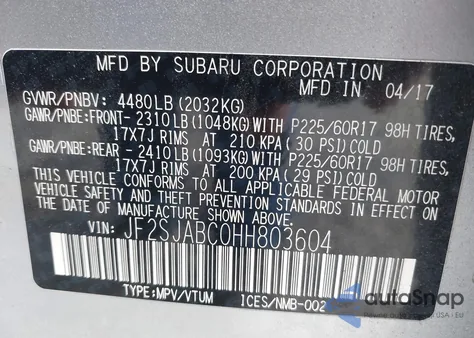 MFD BY SUBARU CORPORATION
MFD IN 04/17
GVWR/PNBV: 4480LB (2032KG)
GAWR/PNBE:FRONT- 2310LB (1048KG)WITH P225/60R17 98H TIRES,
17X7J RIMS AT 210 KPA (30 PSI)COLD
GAWR/PNBE:REAR - 2410LB (1093KG)WITH P225/60R17 98H TIRES,
17X7J RIMS AT 200 KPA (29 PSI)COLD
THIS VEHICLE CONFORMS TO ALL APPLICABLE FEDERAL MOTOR
VEHICLE SAFETY AND THEFT PREVENTION STANDARDS IN EFFECT ON
THE DATE OF MANUFACTURE SHOWN ABOVE.
VIN: JF2SJABC0HH803604
TYPE:MPV/VTUM ICES/NMB-002
autoSnap